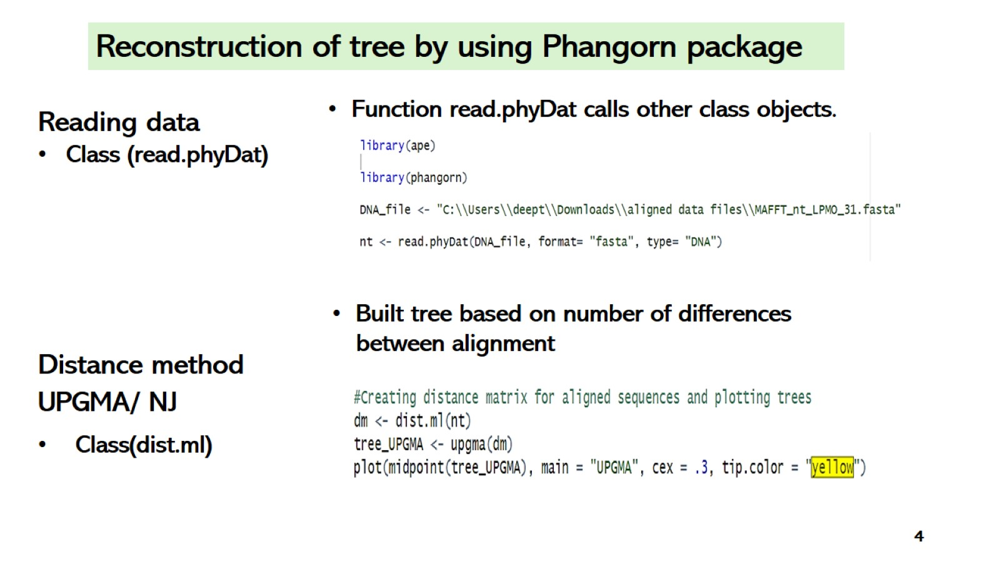 Reconstruction of tree by using Phangorn package
Reading data
• Class (read.phyDat)
• Function read.phyDat calls other class objects.
library(ape)
library(phangorn)
DNA_file <- "C:\\Users\\deept\\Downloads\\aligned data files\\MAFFT_nt_LPMO_31.fasta"
nt <- read.phyDat(DNA_file, format= "fasta", type= "DNA")
Distance method
UPGMA/ NJ
• Class(dist.ml)
• Built tree based on number of differences
between alignment
#Creating distance matrix for aligned sequences and plotting trees
dm <- dist.ml(nt)
tree_UPGMA <- upgma(dm)
plot(midpoint(tree_UPGMA), main = "UPGMA", cex = .3, tip.color = "yellow")
4